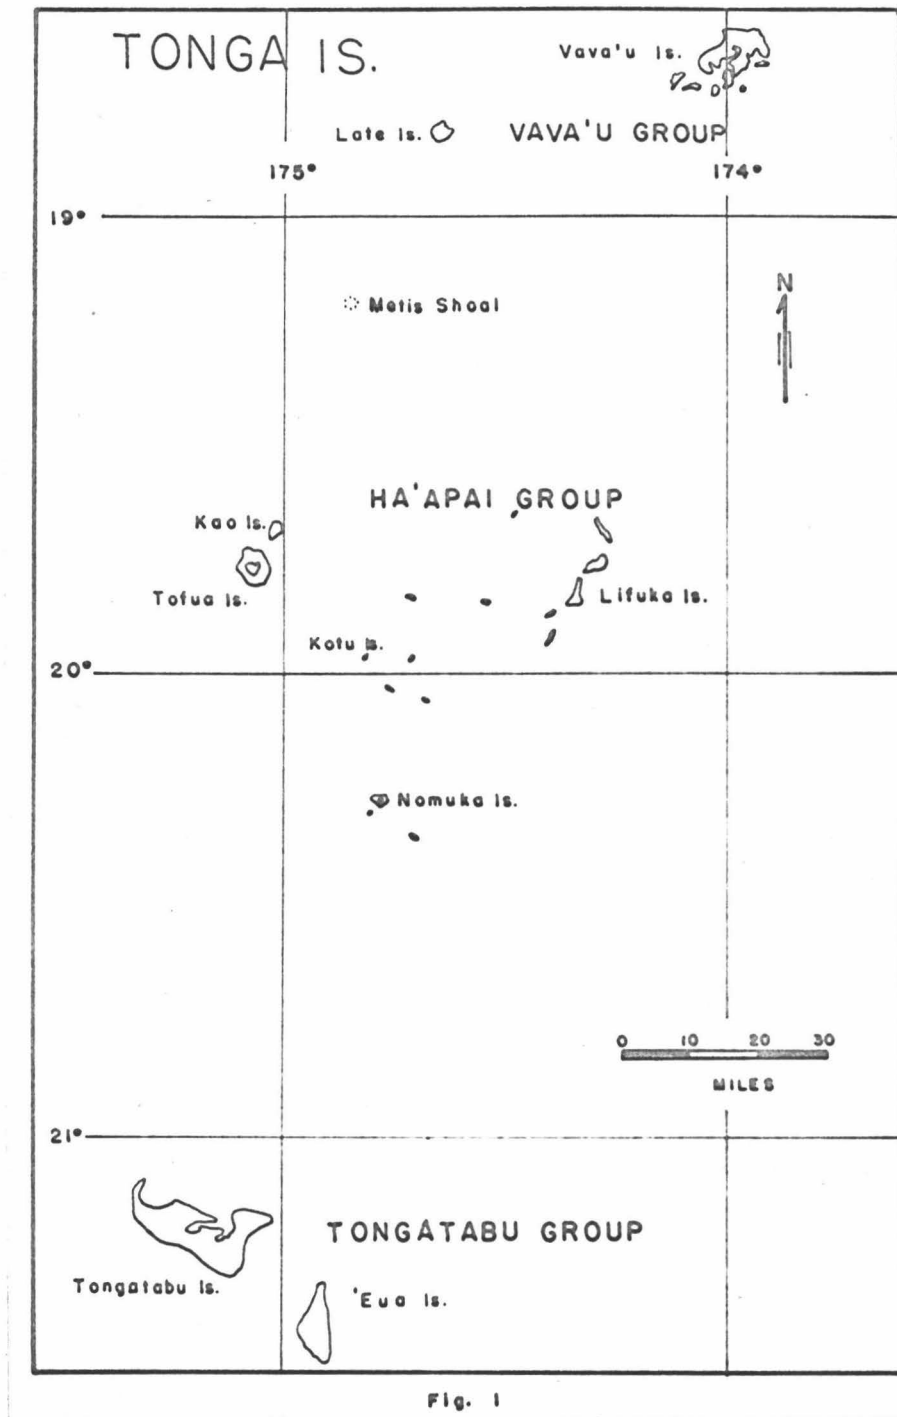 TONGA IS.
Vava'u Is.
Late Is.
VAVA'U GROUP
175°
174°
19°
Metis Shoal
N
HA'APAI GROUP
Kao Is.
Tofua Is.
Lifuka Is.
Kotu Is.
20°
Nomuka Is.
0 10 20 30
MILES
21°
TONGATABU GROUP
Tongatabu Is.
'Eua Is.
Fig. 1